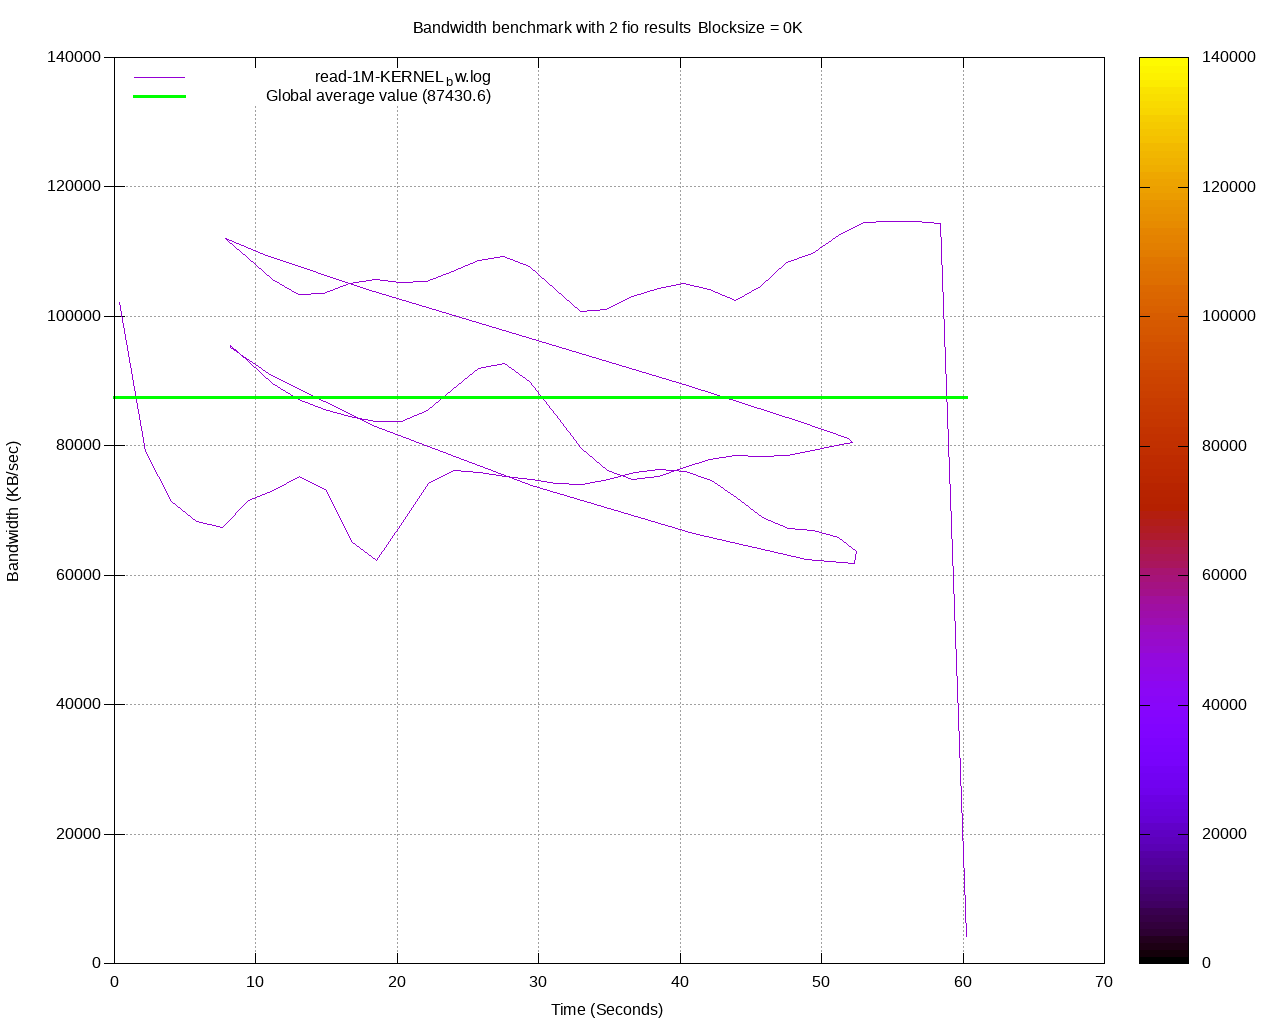 Bandwidth benchmark with 2 fio results Blocksize = 0K
read-1M-KERNEL_bw.log
Global average value (87430.6)
Bandwidth (KB/sec)
140000
120000
100000
80000
60000
40000
20000
0
0 10 20 30 40 50 60 70
Time (Seconds)
140000
120000
100000
80000
60000
40000
20000
0